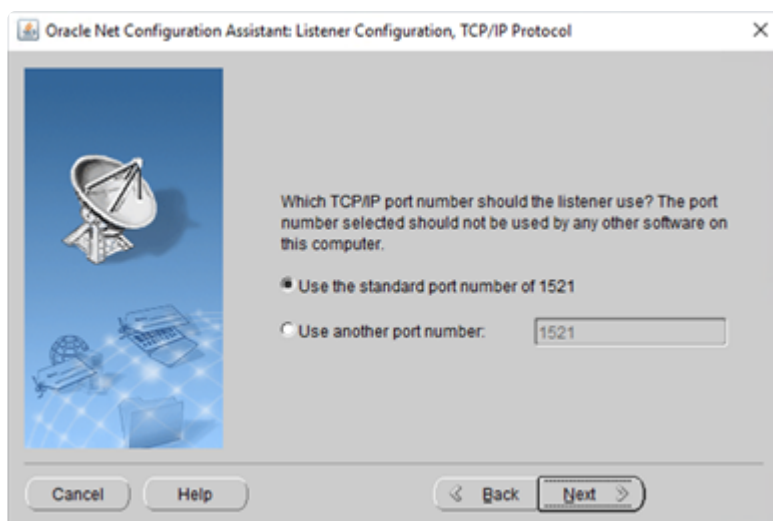 Oracle Net Configuration Assistant: Listener Configuration, TCP/IP Protocol
Which TCP/IP port number should the listener use? The port
number selected should not be used by any other software on
this computer.
Use the standard port number of 1521
Use another port number: 1521
Cancel Help Back Next